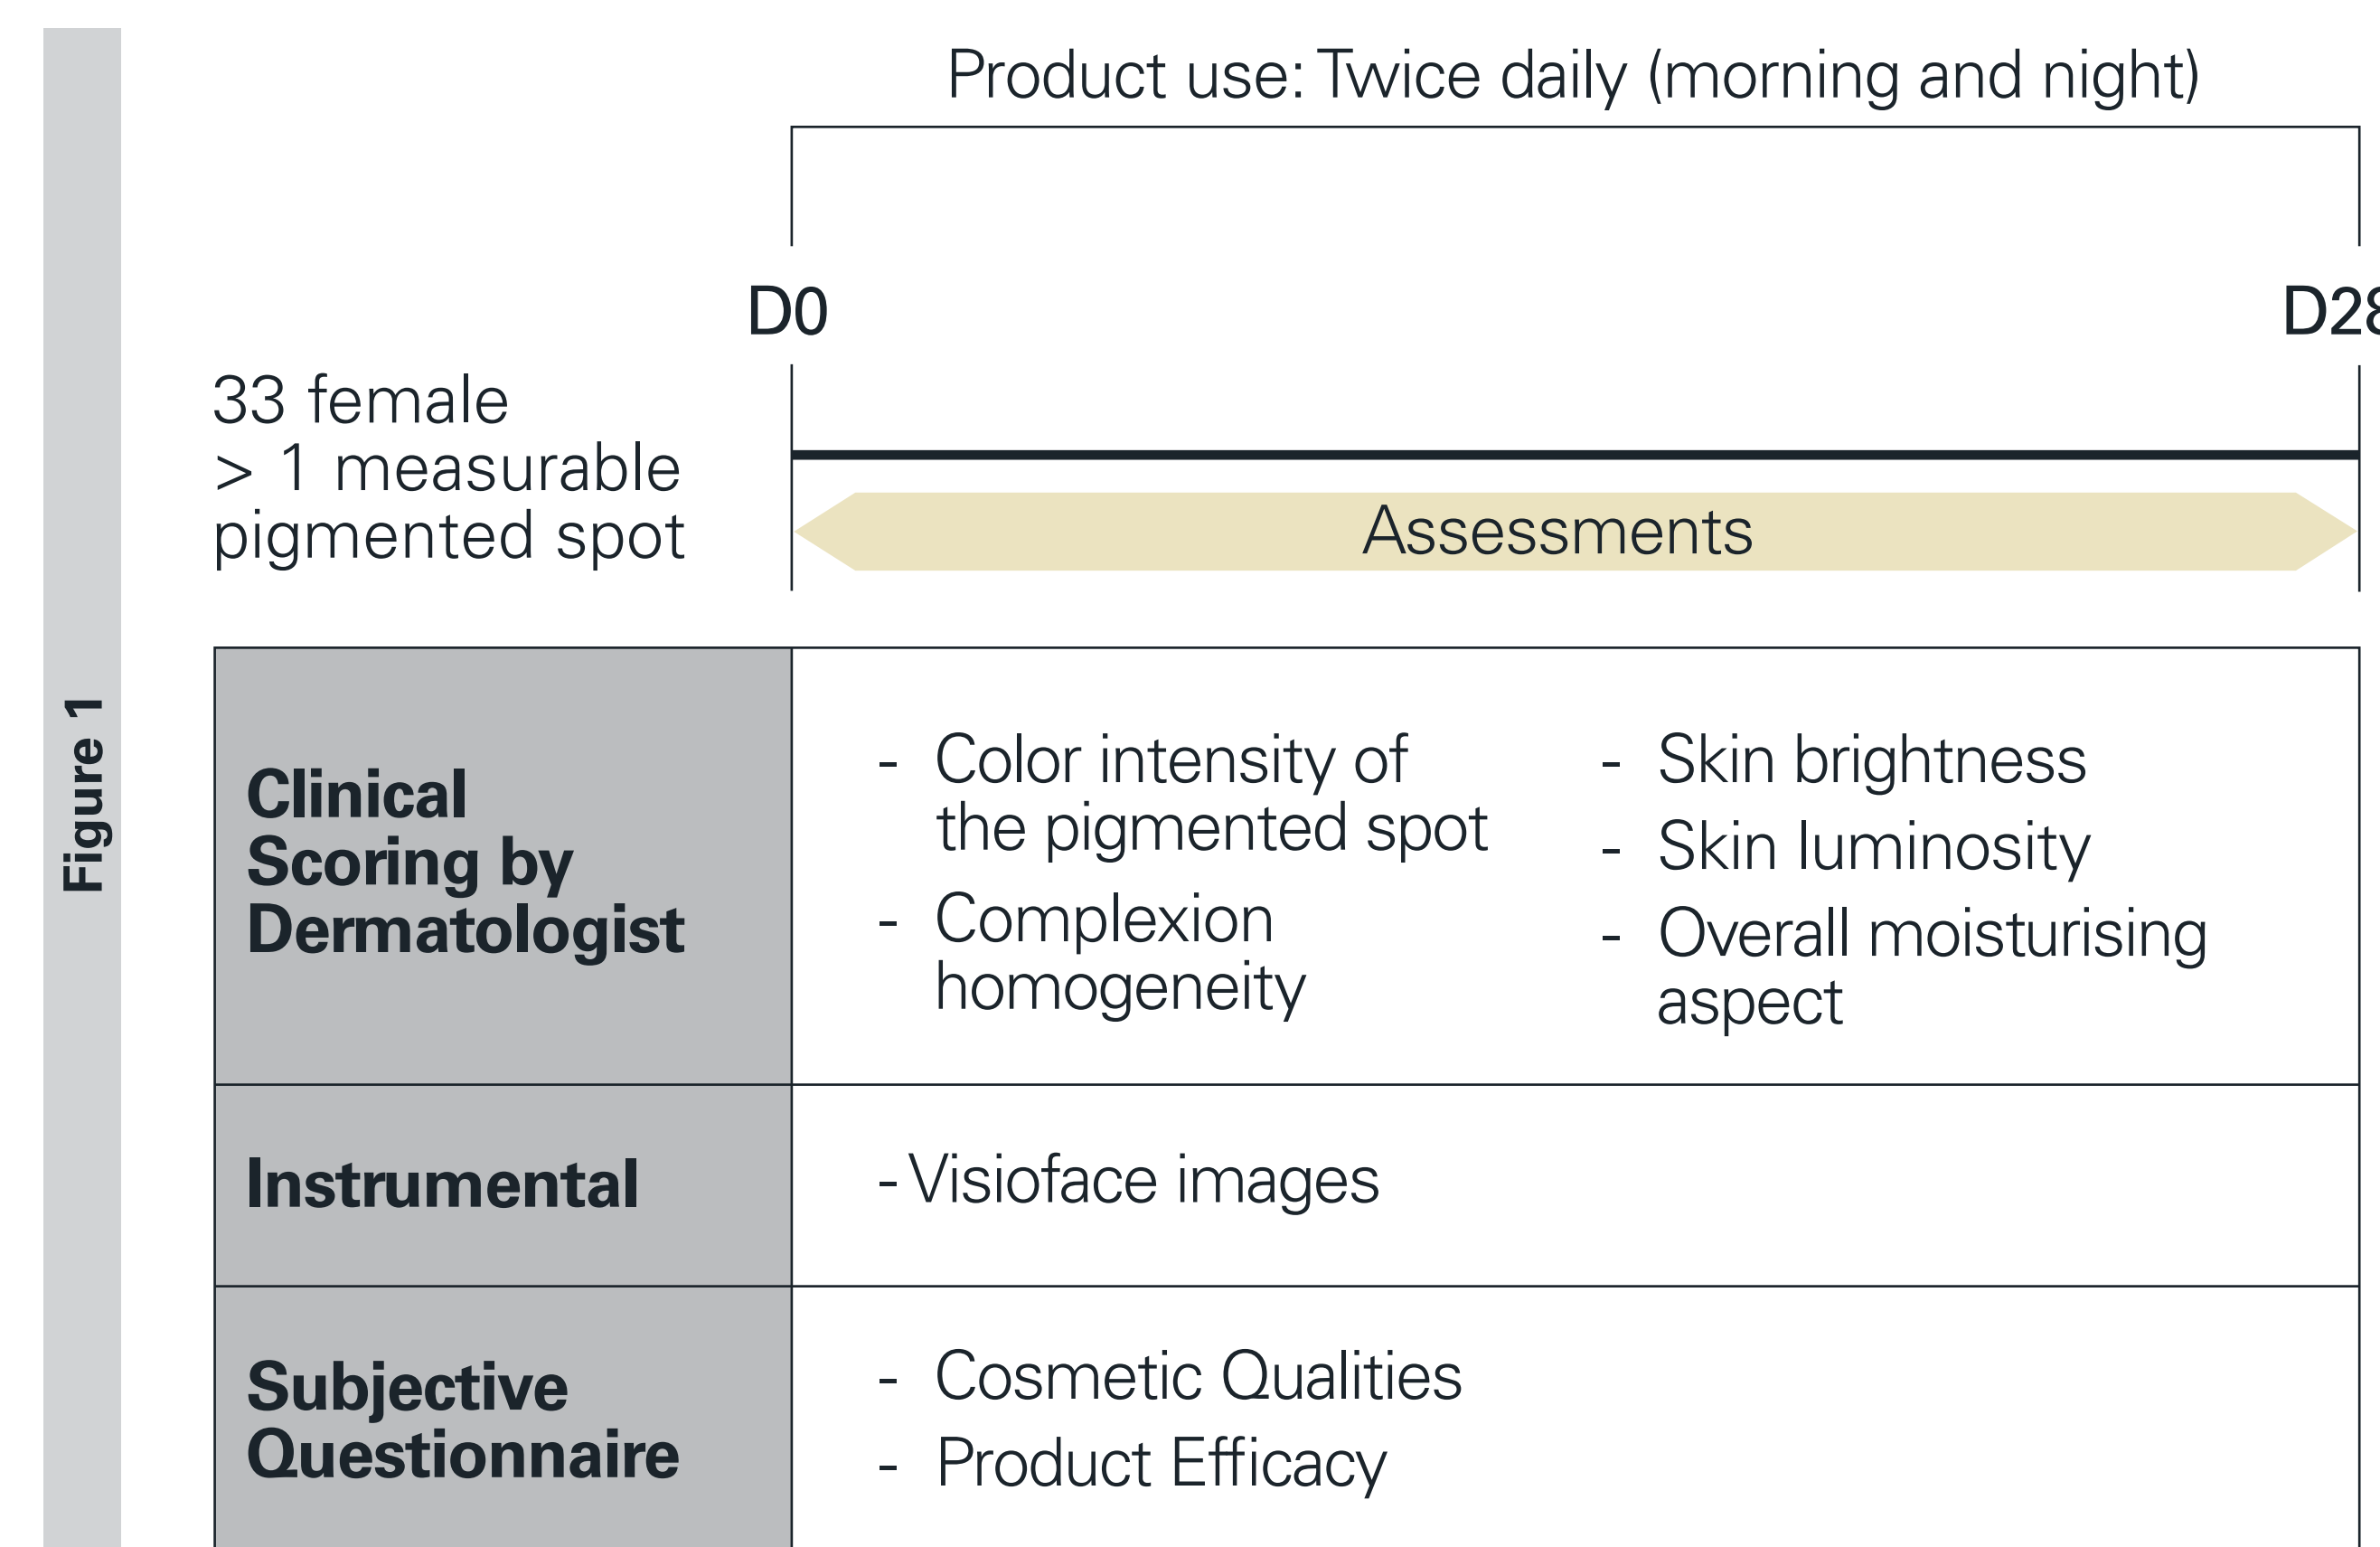 Figure 1
Product use: Twice daily (morning and night)
D0
D28
33 female
> 1 measurable
pigmented spot
Assessments
Clinical
Scoring by
Dermatologist
- Color intensity of
the pigmented spot
- Complexion
homogeneity
- Skin brightness
- Skin luminosity
- Overall moisturising
aspect
Instrumental
- Visioface images
Subjective
Questionnaire
- Cosmetic Qualities
- Product Efficacy